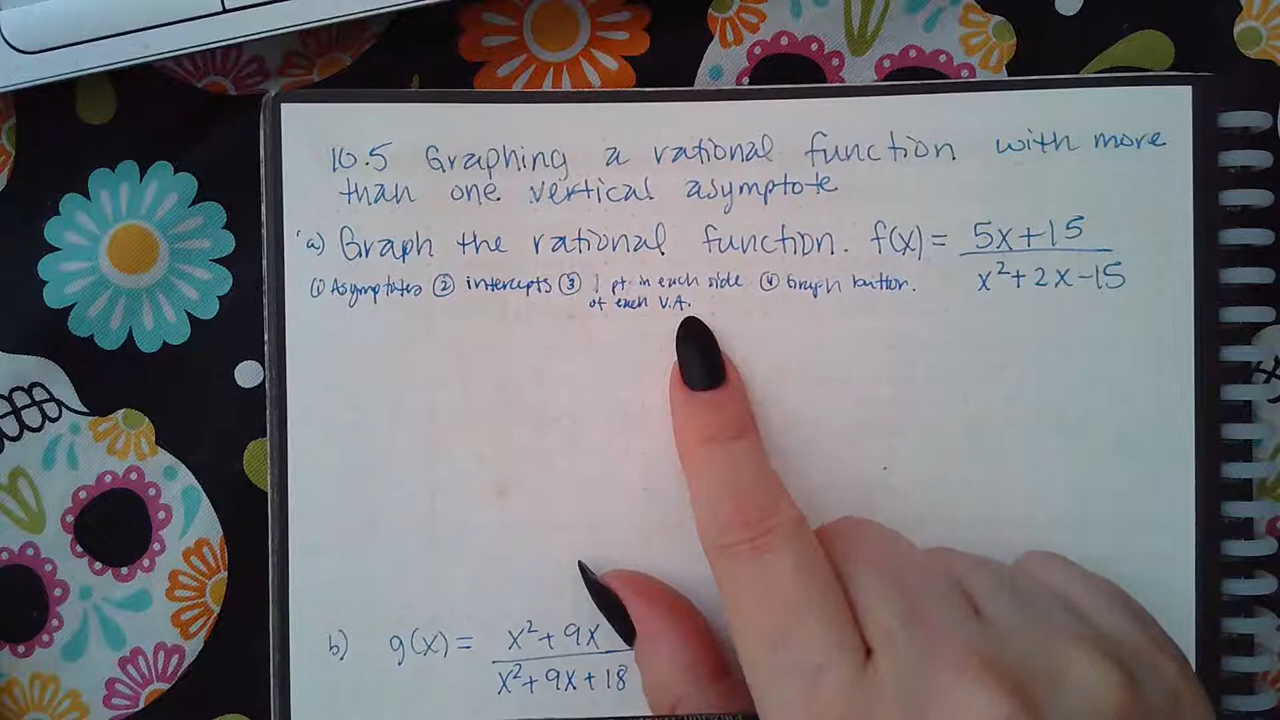 10.5 Graphing a rational function with more
than one vertical asymptote
a) Graph the rational function. f(x) = 5x+15 / x²+2x-15
① Asymptotes ② intercepts ③ 1 pt. in each side of each V.A. ④ Graph button.
b) g(x) = x²+9x / x²+9x+18